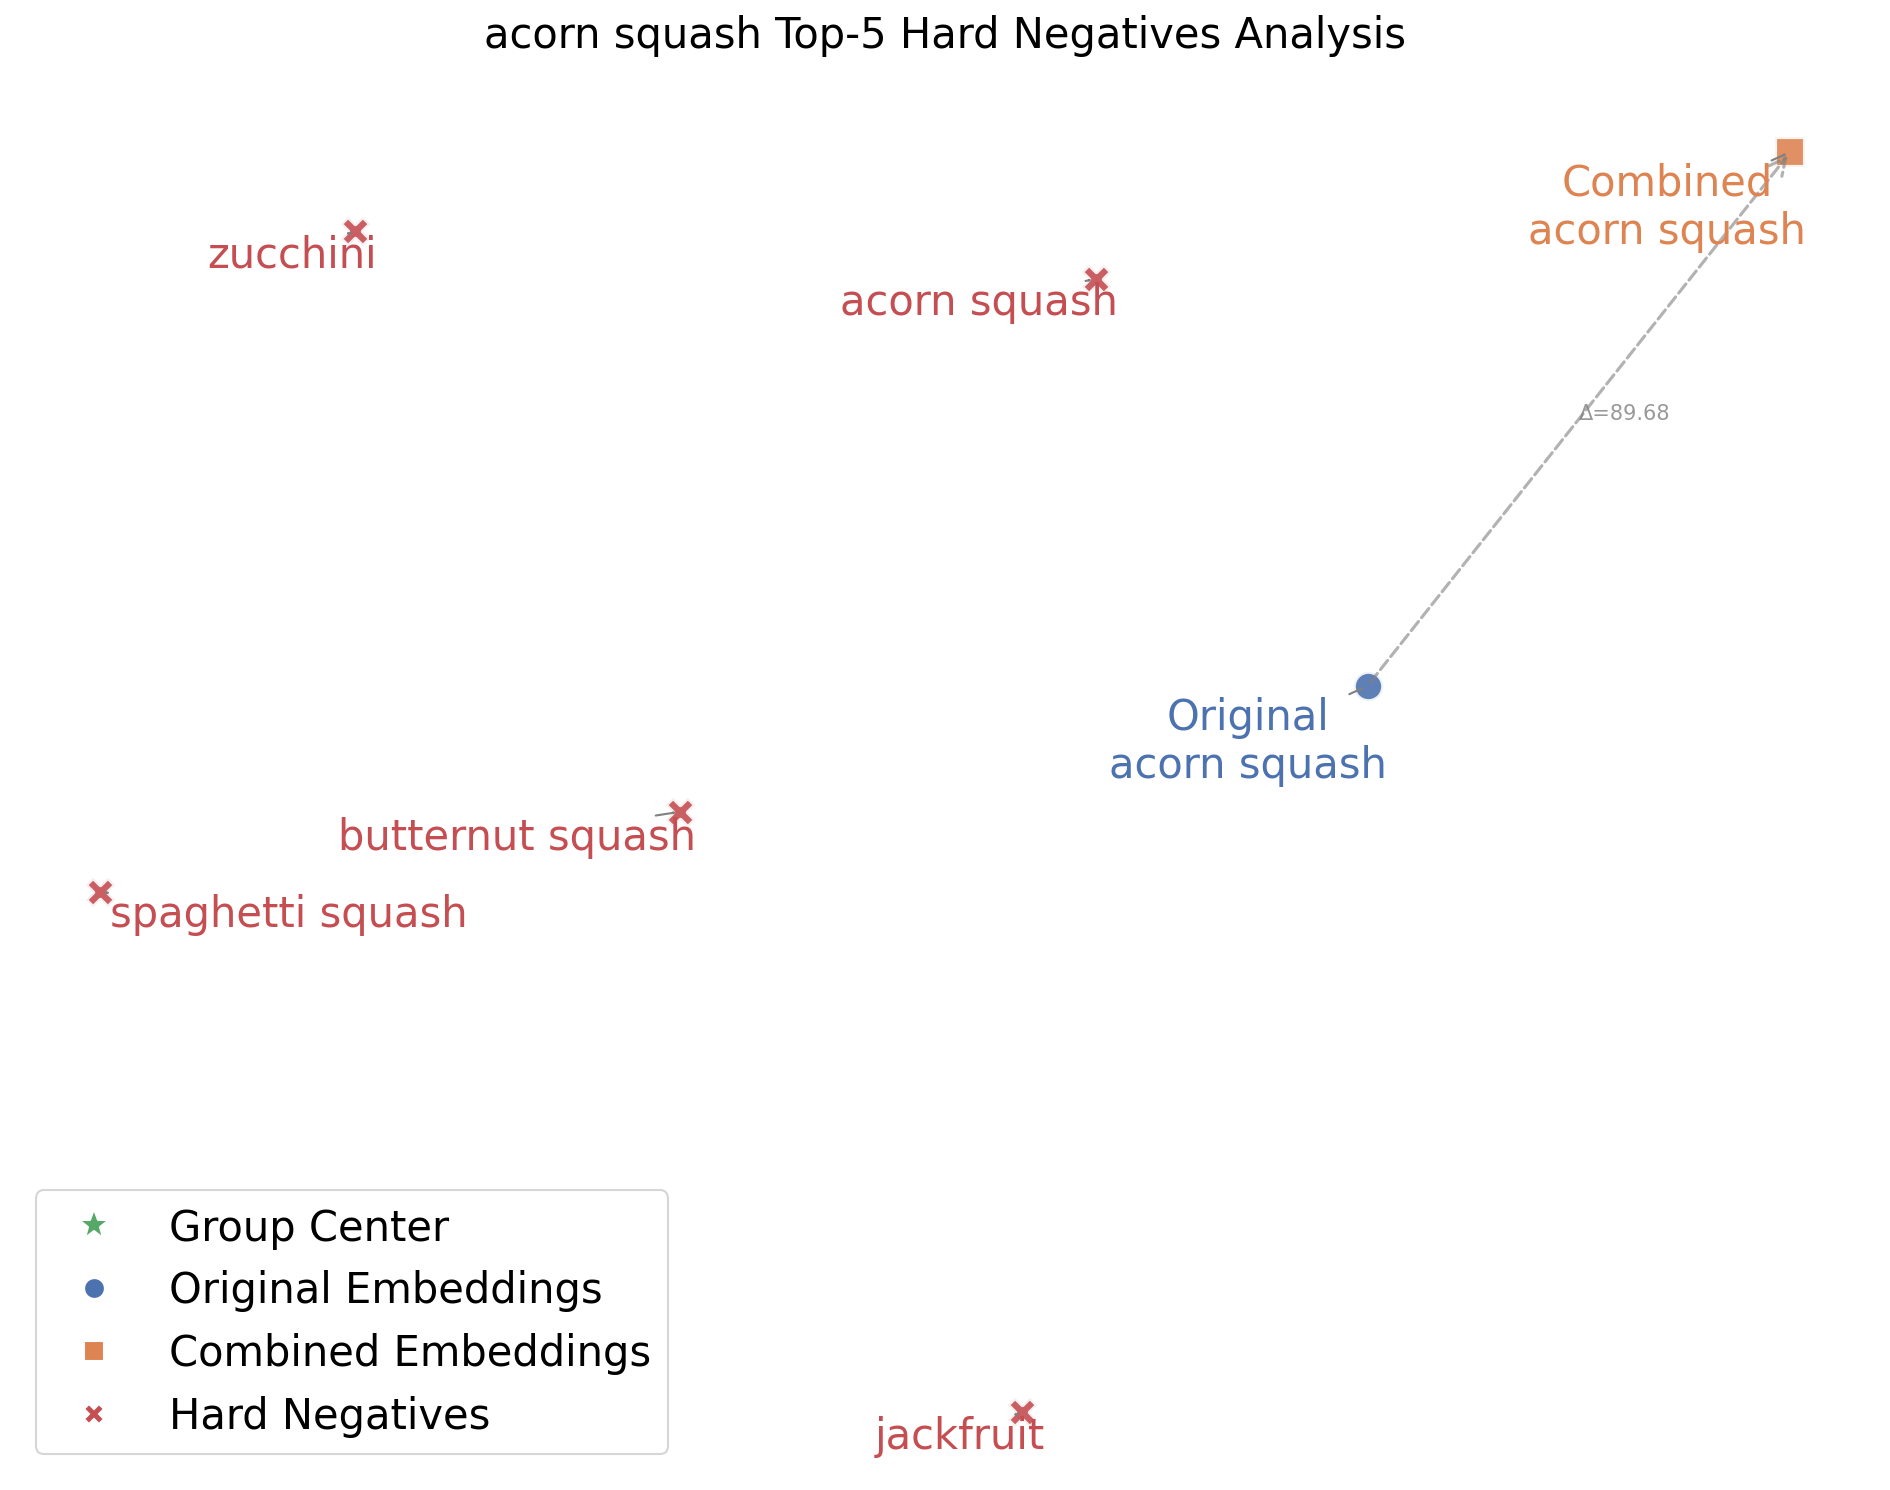 acorn squash Top-5 Hard Negatives Analysis
Combined
acorn squash
zucchini
acorn squash
Δ=89.68
Original
acorn squash
butternut squash
spaghetti squash
Group Center
Original Embeddings
Combined Embeddings
Hard Negatives
jackfruit